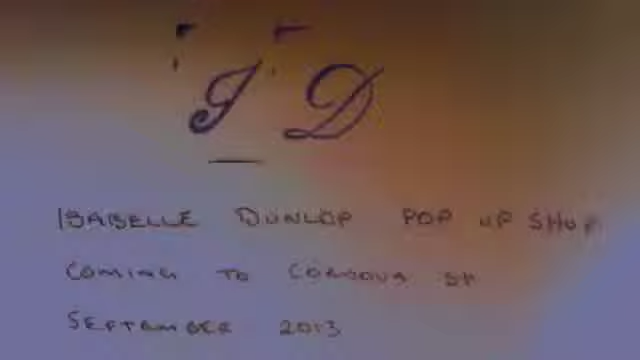 I D
ISABELLE DUNLOP POP UP SHOP
COMING TO CORDOVA ST
SEPTEMBER 2013